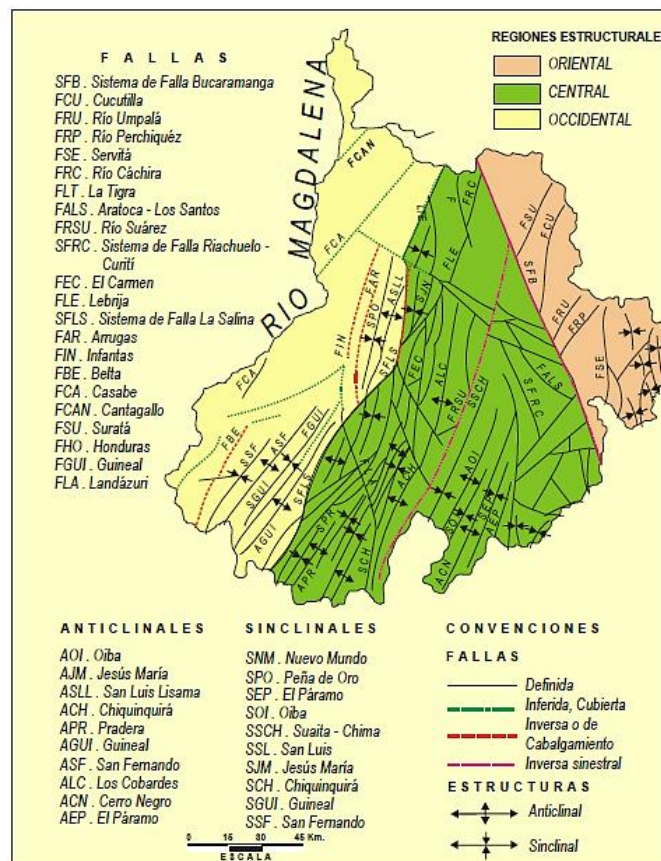 F A L L A S
SFB . Sistema de Falla Bucaramanga
FCU . Cucutilla
FRU . Río Umpalá
FRP . Río Perchiquéz
FSE . Servitá
FRC . Río Cáchira
FLT . La Tigra
FALS . Aratoca - Los Santos
FRSU . Río Suárez
SFRC . Sistema de Falla Riachuelo -
Curití
FEC . El Carmen
FLE . Lebrija
SFLS . Sistema de Falla La Salina
FAR . Arrugas
FIN . Infantas
FBE . Belta
FCA . Casabe
FCAN . Cantagallo
FSU . Suratá
FHO . Honduras
FGUI . Guineal
FLA . Landázuri
REGIONES ESTRUCTURALES
ORIENTAL
CENTRAL
OCCIDENTAL
RIO MAGDALENA
FCAN
FCA
FRC
F
FLE
FSU
FCU
SFB
FRU
FRP
FSE
FAR
ASLL
SPO
SJN
FIN
SFLS
FEC
ALC
FRSU
SSCH
FALS
SFRC
FCA
FBE
SSF
ASF
FGUI
SGUI
SFLS
AGUI
ACH
SPR
APR
SCH
AOI
SOI
SEP
AEP
ACN
A N T I C L I N A L E S
AOI . Oiba
AJM . Jesús María
ASLL . San Luis Lisama
ACH . Chiquinquirá
APR . Pradera
AGUI . Guineal
ASF . San Fernando
ALC . Los Cobardes
ACN . Cerro Negro
AEP . El Páramo
S I N C L I N A L E S
SNM . Nuevo Mundo
SPO . Peña de Oro
SEP . El Páramo
SOI . Oiba
SSCH . Suaita - Chima
SSL . San Luis
SJM . Jesús María
SCH . Chiquinquirá
SGUI . Guineal
SSF . San Fernando
0 15 30 45 Km.
E S C A L A
C O N V E N C I O N E S
F A L L A S
Definida
Inferida, Cubierta
Inversa o de
Cabalgamiento
Inversa sinestral
E S T R U C T U R A S
Anticlinal
Sinclinal